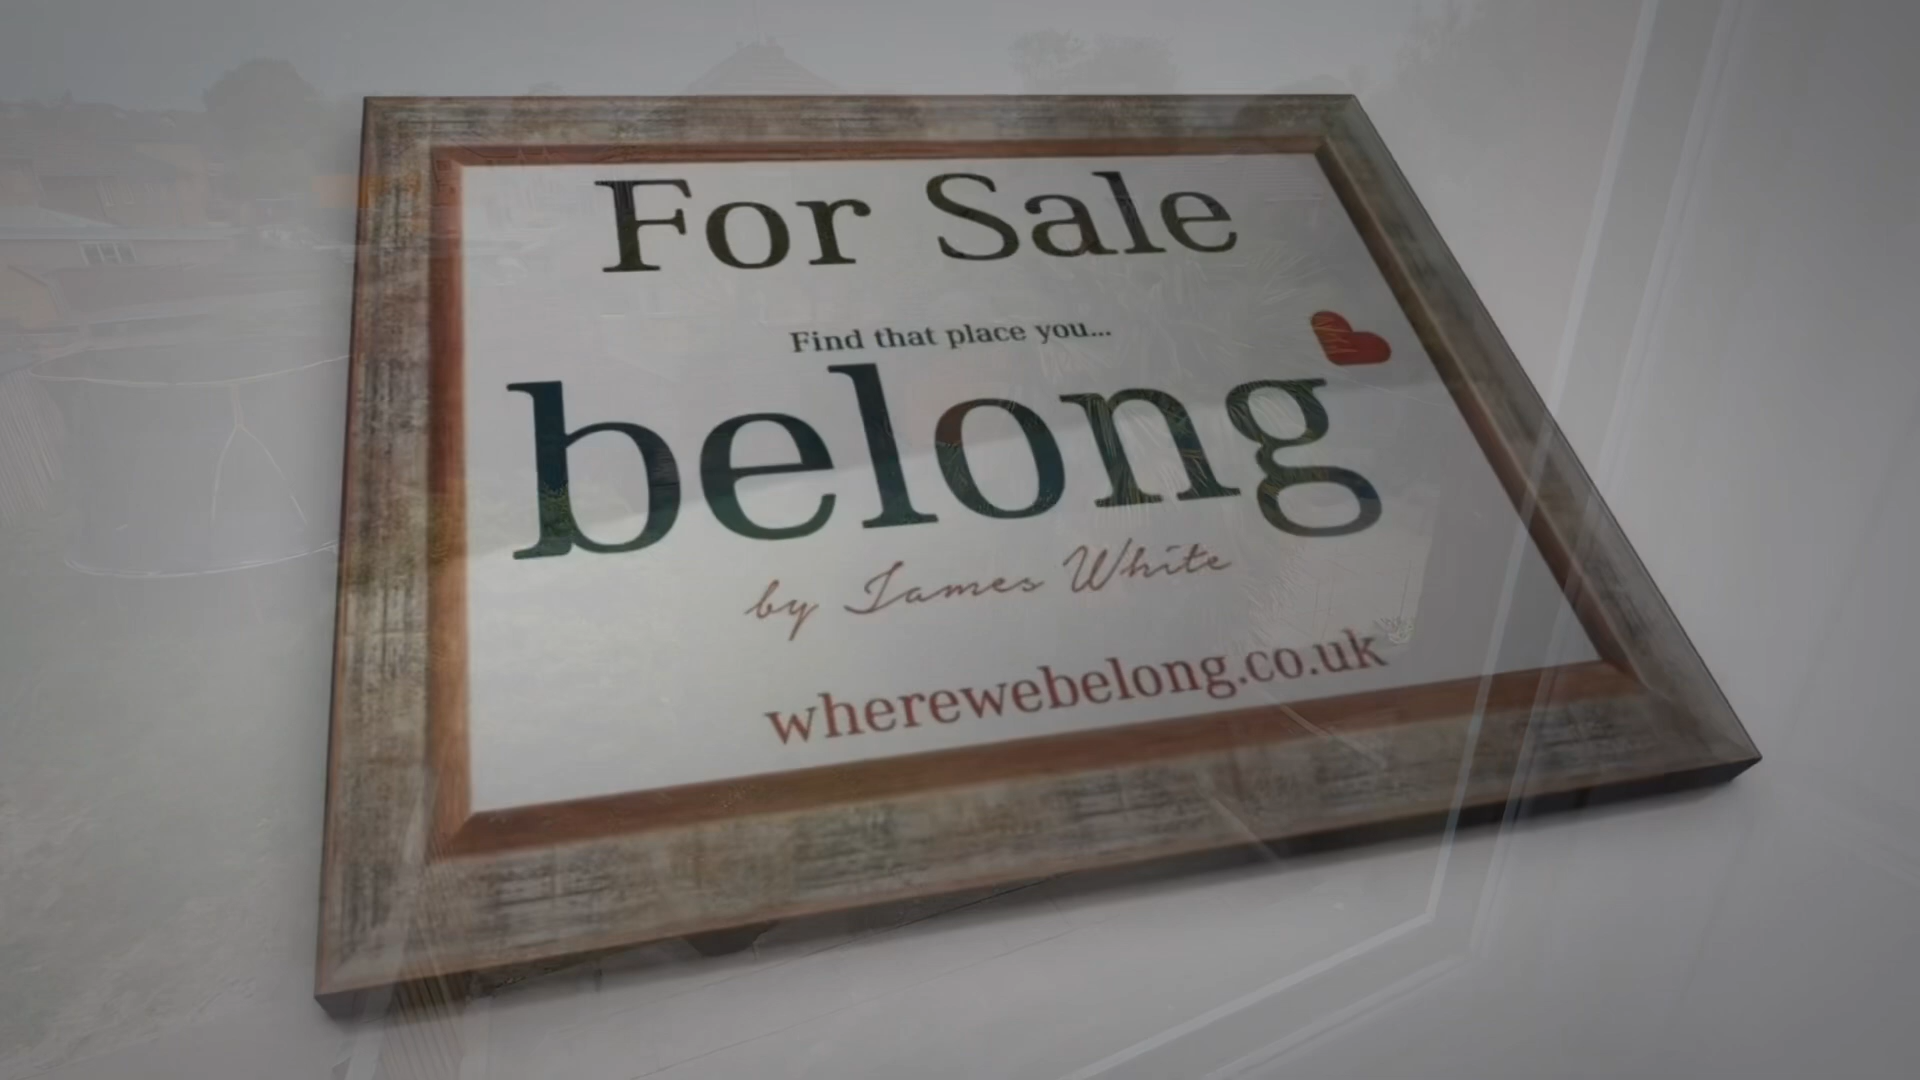 For Sale
Find that place you...
belong
by James White
wherewebelong.co.uk